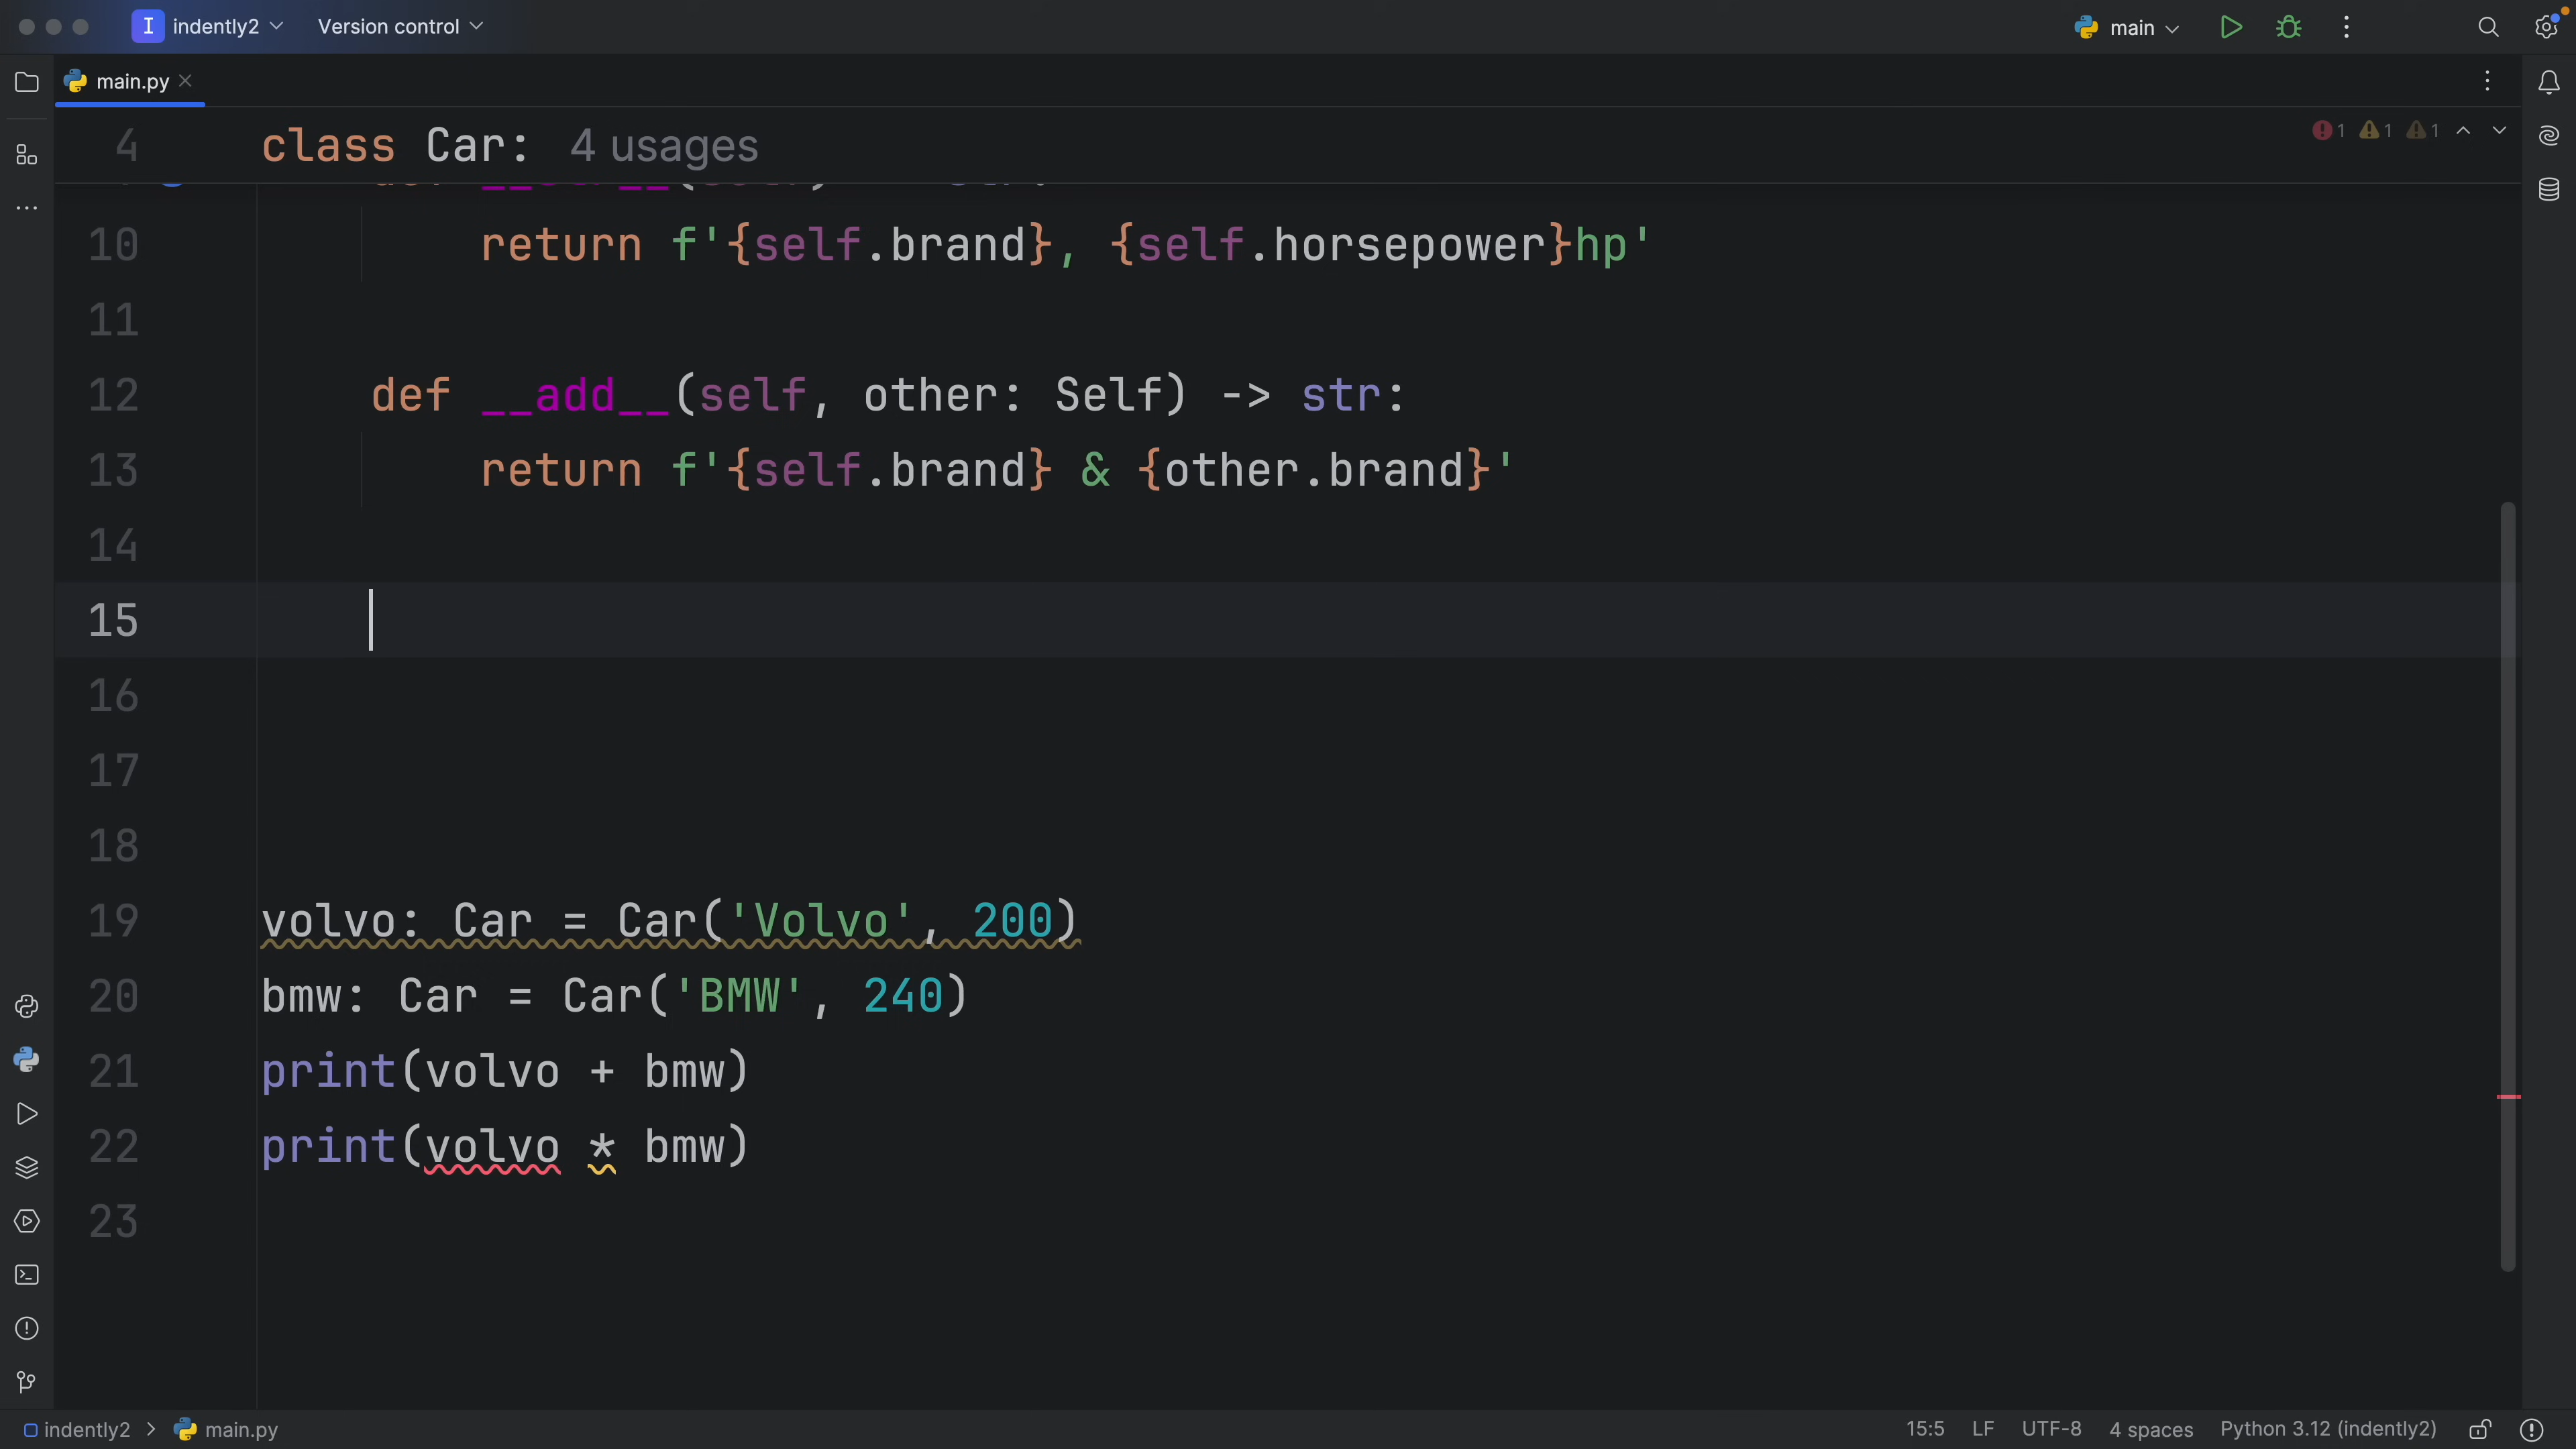 I indently2 Version control main
main.py
4 class Car: 4 usages
1 1 1
10 return f'{self.brand}, {self.horsepower}hp'
11
12 def __add__(self, other: Self) -> str:
13 return f'{self.brand} & {other.brand}'
14
15
16
17
18
19 volvo: Car = Car('Volvo', 200)
20 bmw: Car = Car('BMW', 240)
21 print(volvo + bmw)
22 print(volvo * bmw)
23
indently2 > main.py 15:5 LF UTF-8 4 spaces Python 3.12 (indently2)